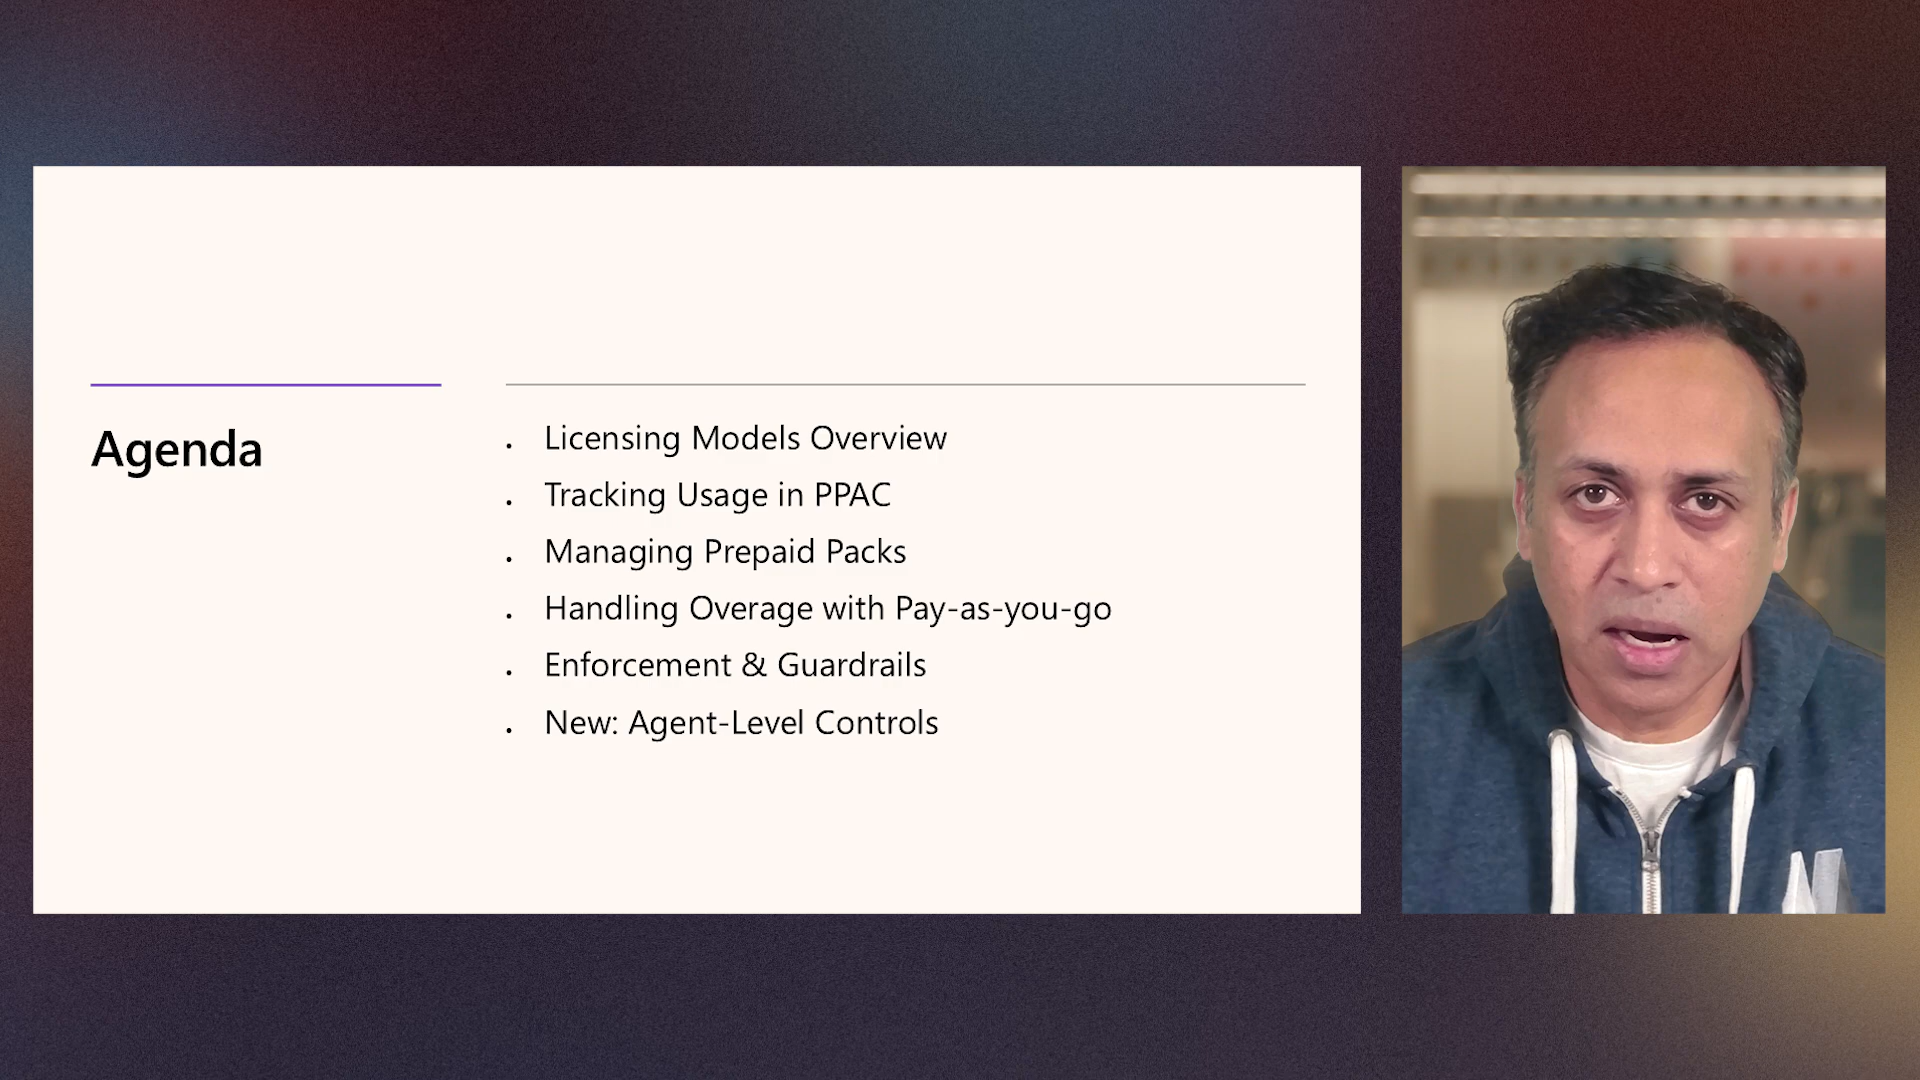 Agenda
Licensing Models Overview
Tracking Usage in PPAC
Managing Prepaid Packs
Handling Overage with Pay-as-you-go
Enforcement & Guardrails
New: Agent-Level Controls